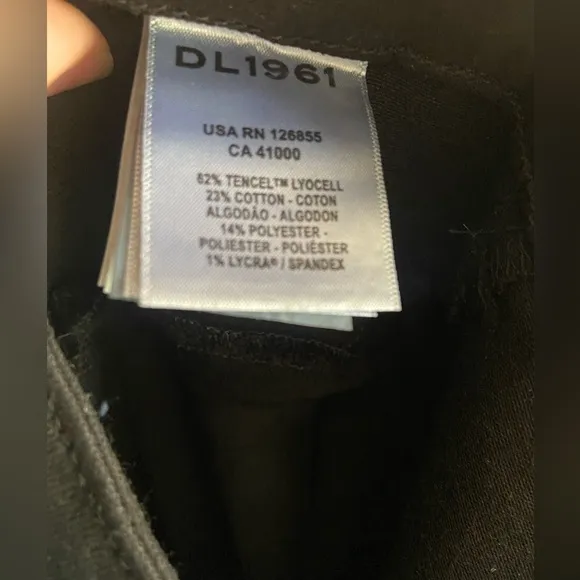 DL1961
USA RN 126855
CA 41000
62% TENCEL™ LYOCELL
23% COTTON - COTON
ALGODÃO - ALGODON
14% POLYESTER -
POLIESTER - POLIÉSTER
1% LYCRA® / SPANDEX